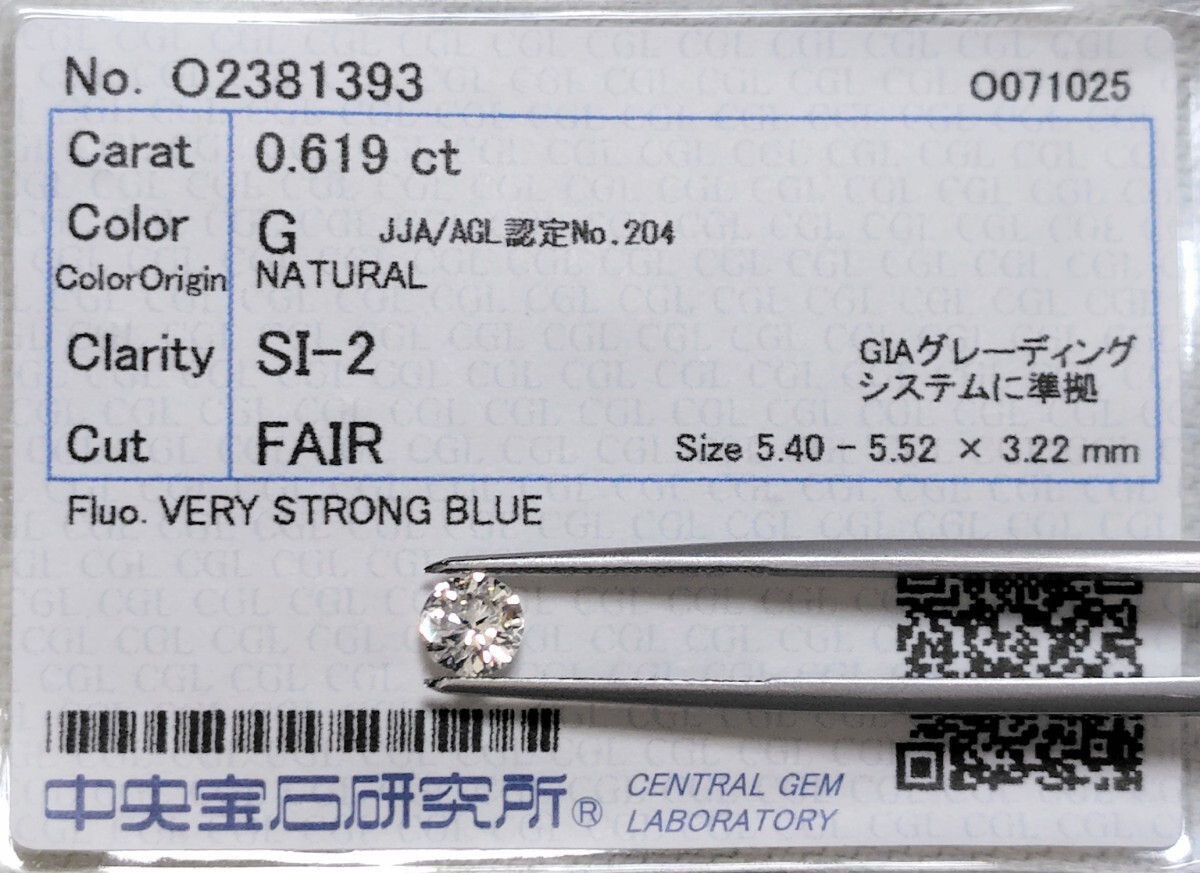 No. O2381393 O071025
Carat 0.619 ct
Color G JJA/AGL認定No.204
ColorOrigin NATURAL
Clarity SI-2 GIAグレーディング
システムに準拠
Cut FAIR Size 5.40 - 5.52 × 3.22 mm
Fluo. VERY STRONG BLUE
中央宝石研究所® CENTRAL GEM
LABORATORY